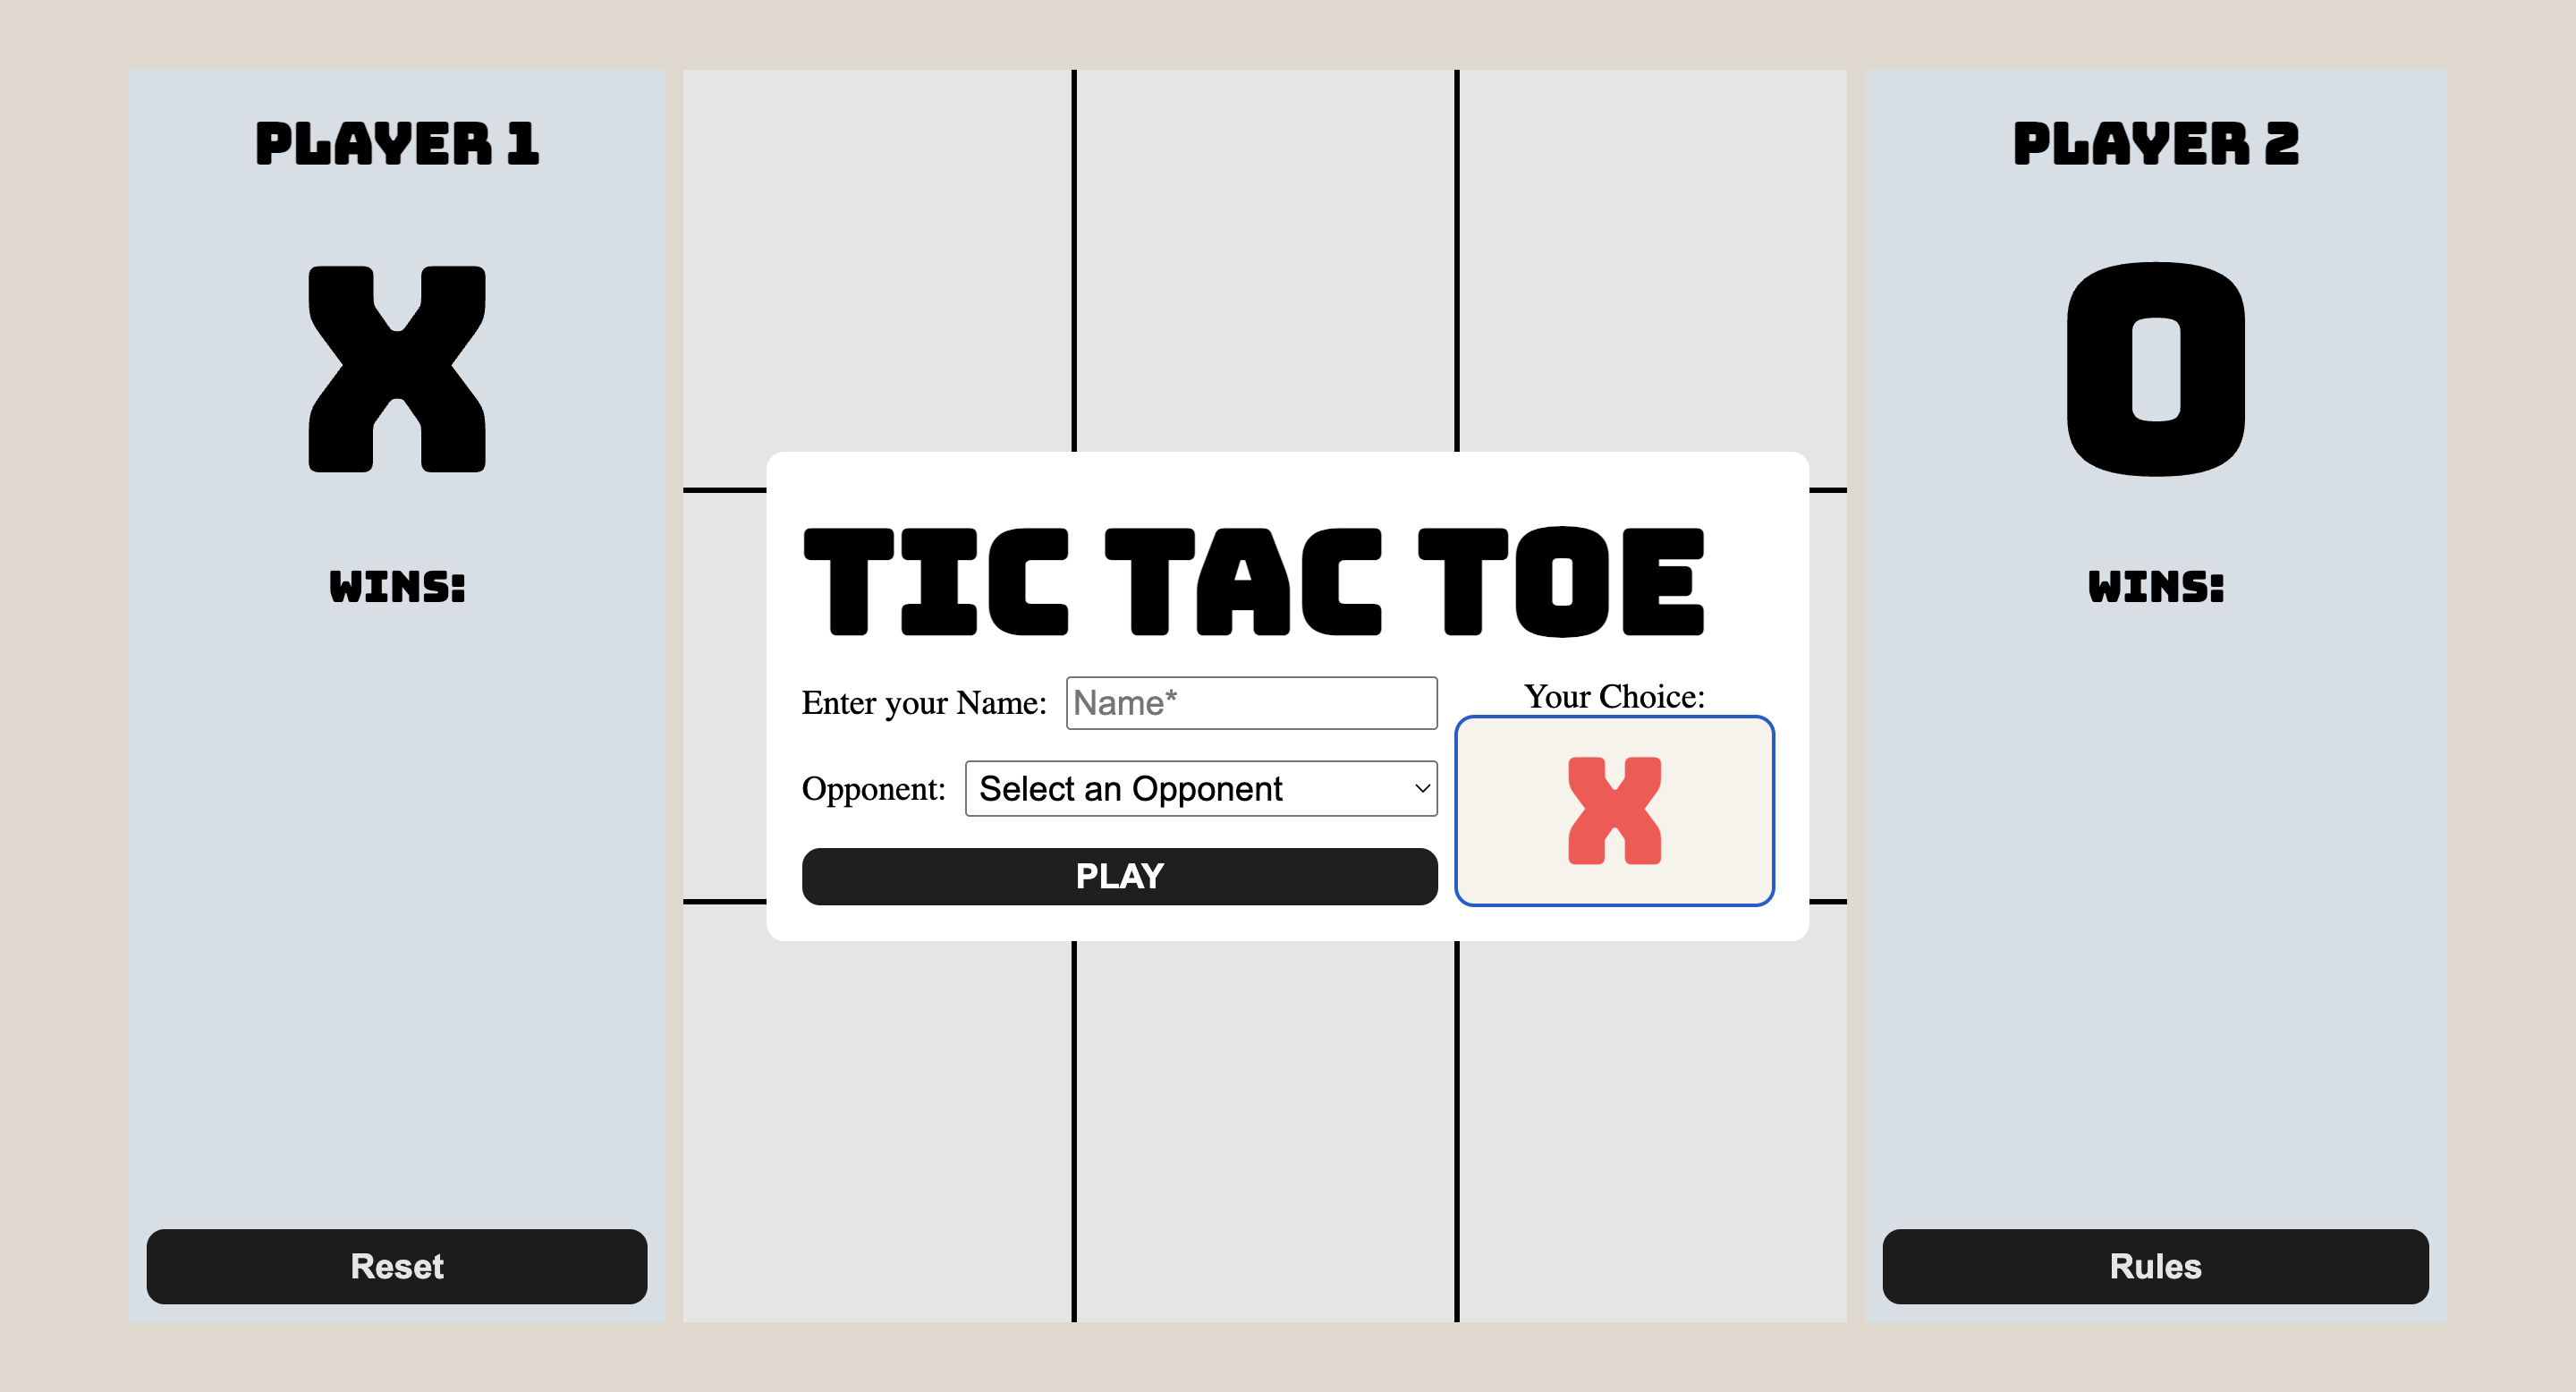 PLAYER 1
X
WINS:
Reset
TIC TAC TOE
Enter your Name: Name*
Opponent: Select an Opponent
PLAY
Your Choice:
X
PLAYER 2
O
WINS:
Rules